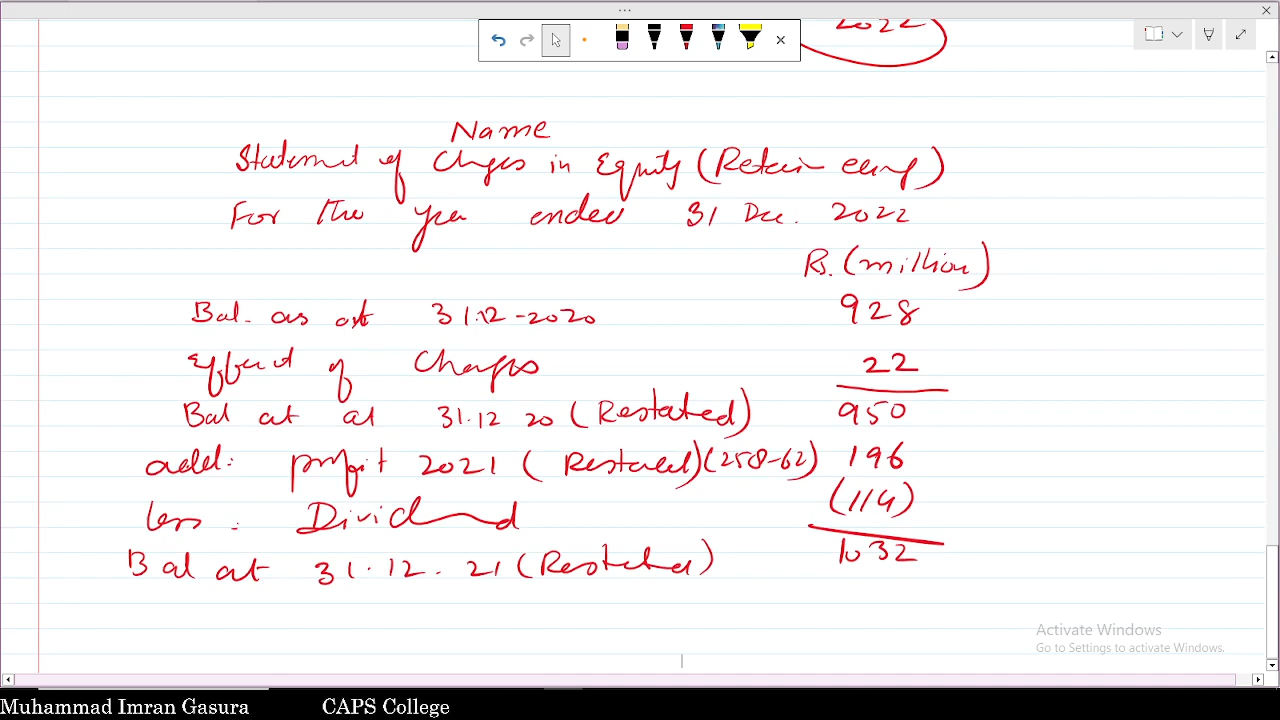 2022
Name
Statement of Changes in Equity (Retain earning)
For the year ended 31 Dec. 2022
Rs. (million)
Bal. as at 31.12-2020 928
Effect of Changes 22
Bal at at 31.12 20 (Restated) 950
add: profit 2021 (Restated) (258-62) 196
less: Dividend (114)
Bal at 31.12.21 (Restated) 1032
Activate Windows
Go to Settings to activate Windows.
Muhammad Imran Gasura CAPS College